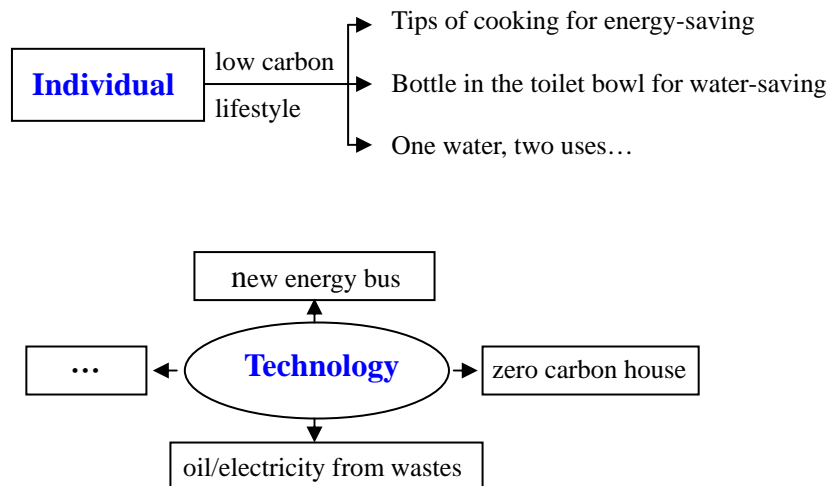 Tips of cooking for energy-saving
low carbon
Individual
Bottle in the toilet bowl for water-saving
lifestyle
One water, two uses…
new energy bus
…
Technology
zero carbon house
oil/electricity from wastes